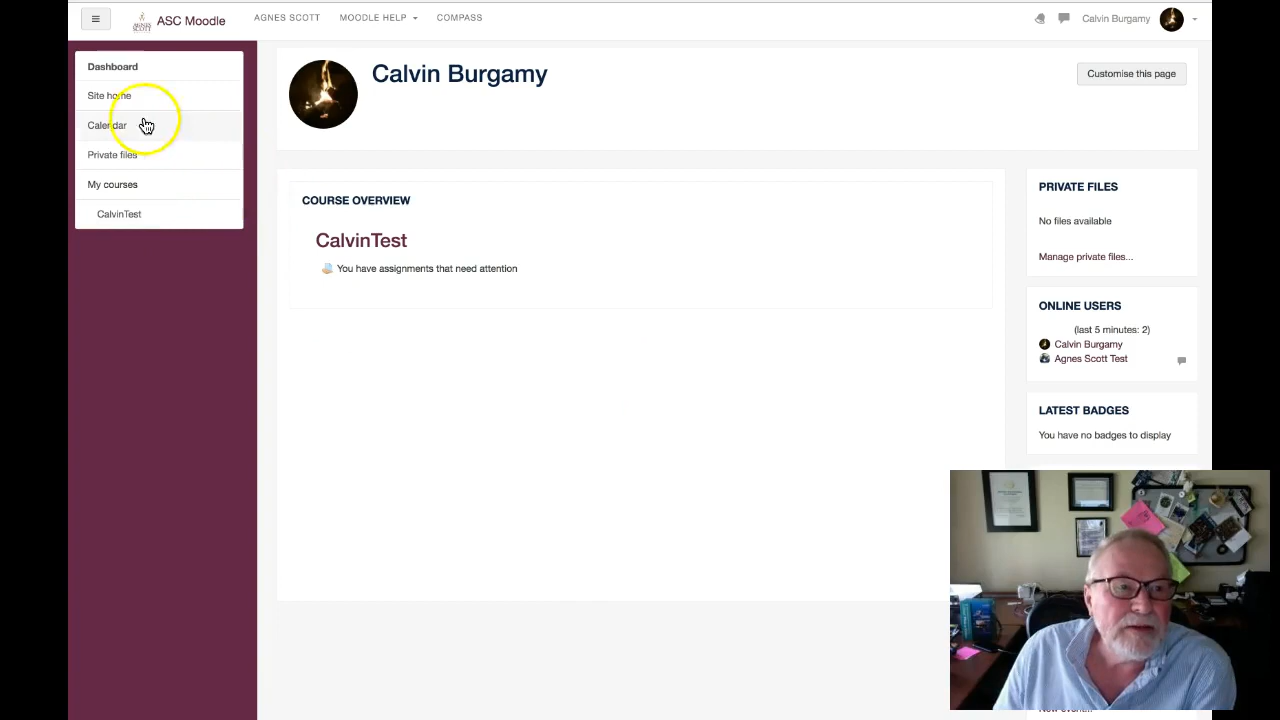 ASC Moodle
AGNES SCOTT
MOODLE HELP
COMPASS
Calvin Burgamy
Dashboard
Site home
Calendar
Private files
My courses
CalvinTest
Calvin Burgamy
Customise this page
COURSE OVERVIEW
CalvinTest
You have assignments that need attention
PRIVATE FILES
No files available
Manage private files...
ONLINE USERS
(last 5 minutes: 2)
Calvin Burgamy
Agnes Scott Test
LATEST BADGES
You have no badges to display